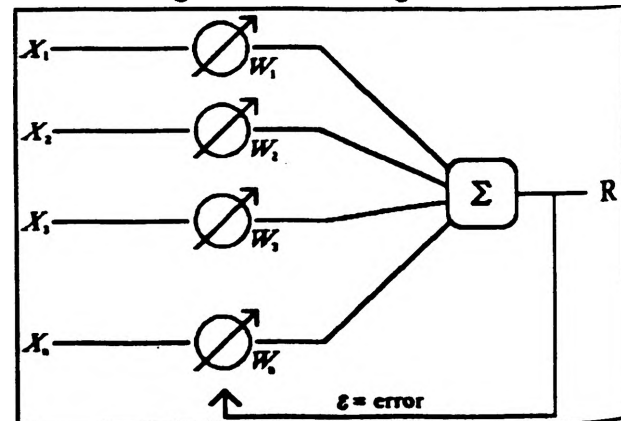 X₁ W₁
X₂ W₂
Σ R
X₃ W₃
Xₙ Wₙ
ε = error